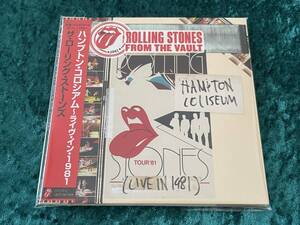 ROLLING STONES
FROM THE VAULT
HAMPTON
COLISEUM
TOUR '81
STONES
(LIVE IN 1981)
ハンプトン・コロシアム〜ライヴ・イン・1981
ザ・ローリング・ストーンズ